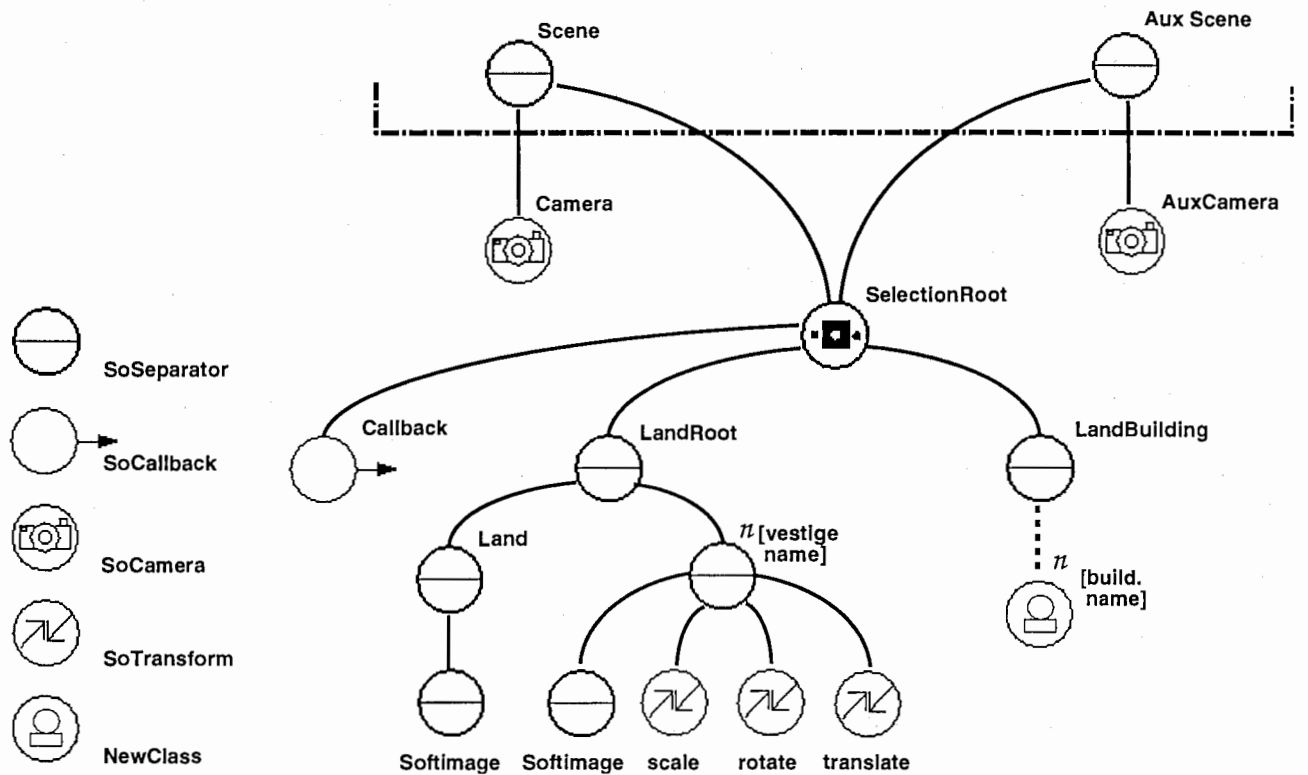 Scene
Aux Scene
Camera
AuxCamera
SelectionRoot
SoSeparator
SoCallback
SoCamera
SoTransform
NewClass
Callback
LandRoot
LandBuilding
Land
n [vestige
name]
n
[build.
name]
Softimage Softimage scale rotate translate